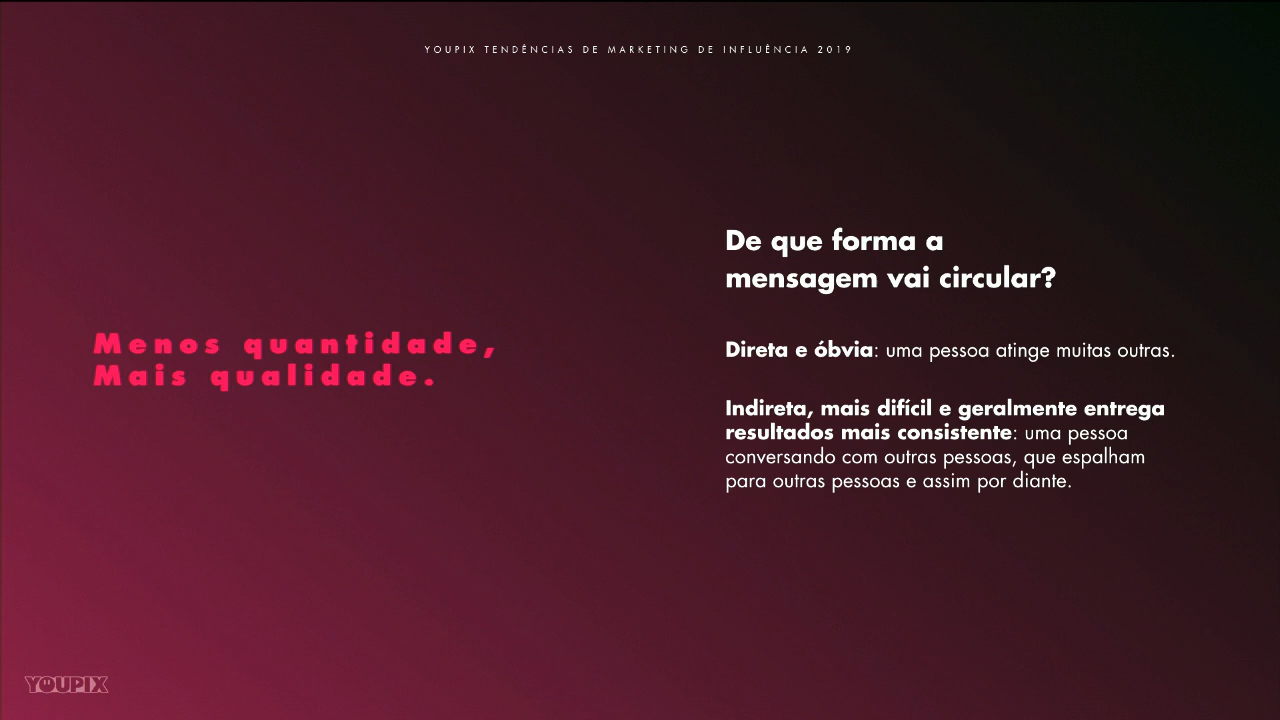 YOUPIX TENDÊNCIAS DE MARKETING DE INFLUÊNCIA 2019
Menos quantidade,
Mais qualidade.
De que forma a
mensagem vai circular?
Direta e óbvia: uma pessoa atinge muitas outras.
Indireta, mais difícil e geralmente entrega
resultados mais consistente: uma pessoa
conversando com outras pessoas, que espalham
para outras pessoas e assim por diante.
YOUPIX